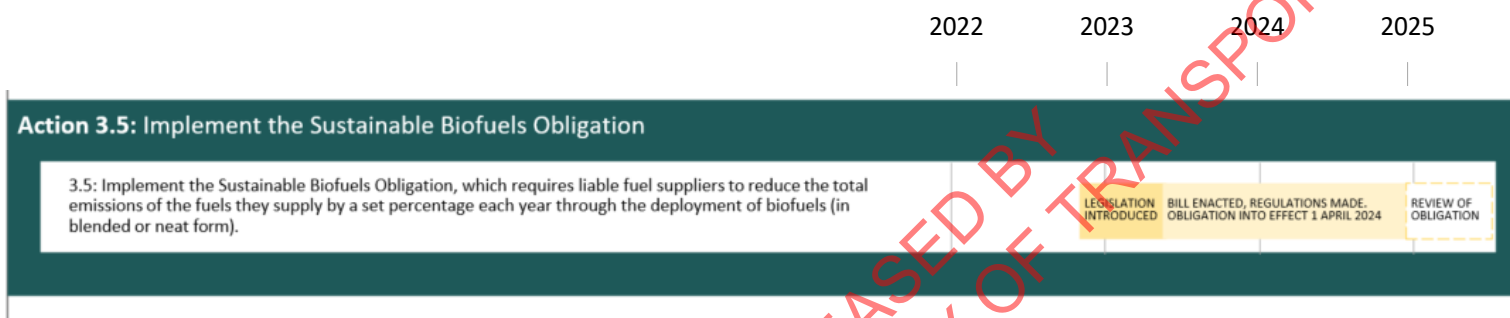 2022 2023 2024 2025
Action 3.5: Implement the Sustainable Biofuels Obligation
3.5: Implement the Sustainable Biofuels Obligation, which requires liable fuel suppliers to reduce the total
emissions of the fuels they supply by a set percentage each year through the deployment of biofuels (in
blended or neat form).
LEGISLATION
INTRODUCED
BILL ENACTED, REGULATIONS MADE.
OBLIGATION INTO EFFECT 1 APRIL 2024
REVIEW OF
OBLIGATION
ASED BY
Y OF TRANSPOR